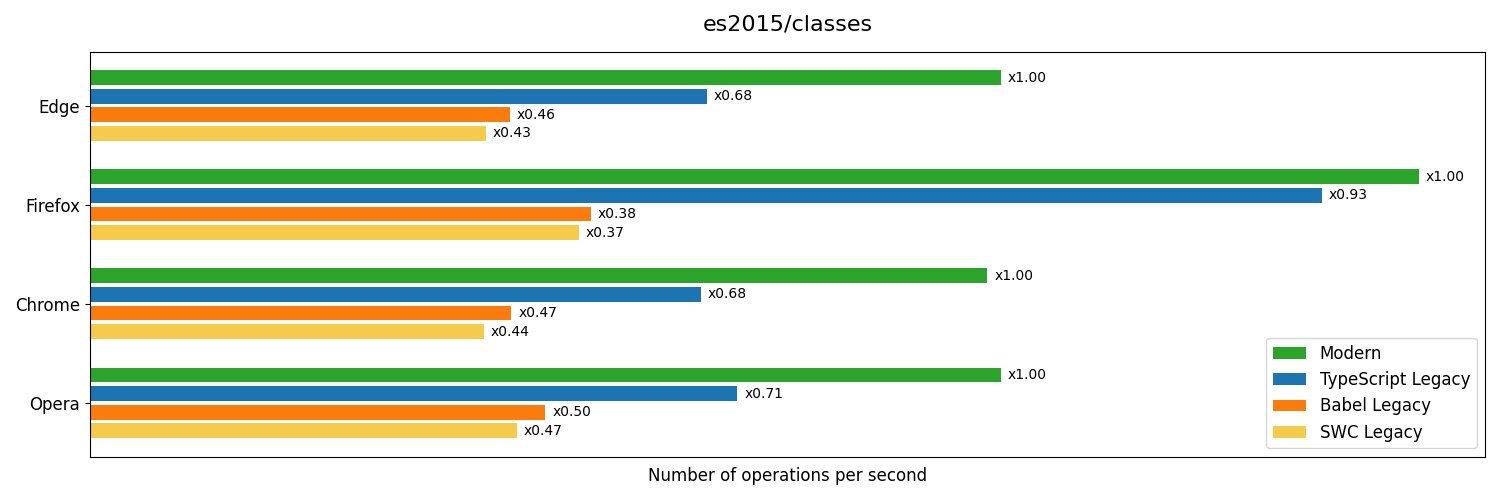 es2015/classes
Edge
x1.00
x0.68
x0.46
x0.43
Firefox
x1.00
x0.93
x0.38
x0.37
Chrome
x1.00
x0.68
x0.47
x0.44
Opera
x1.00
x0.71
x0.50
x0.47
Modern
TypeScript Legacy
Babel Legacy
SWC Legacy
Number of operations per second